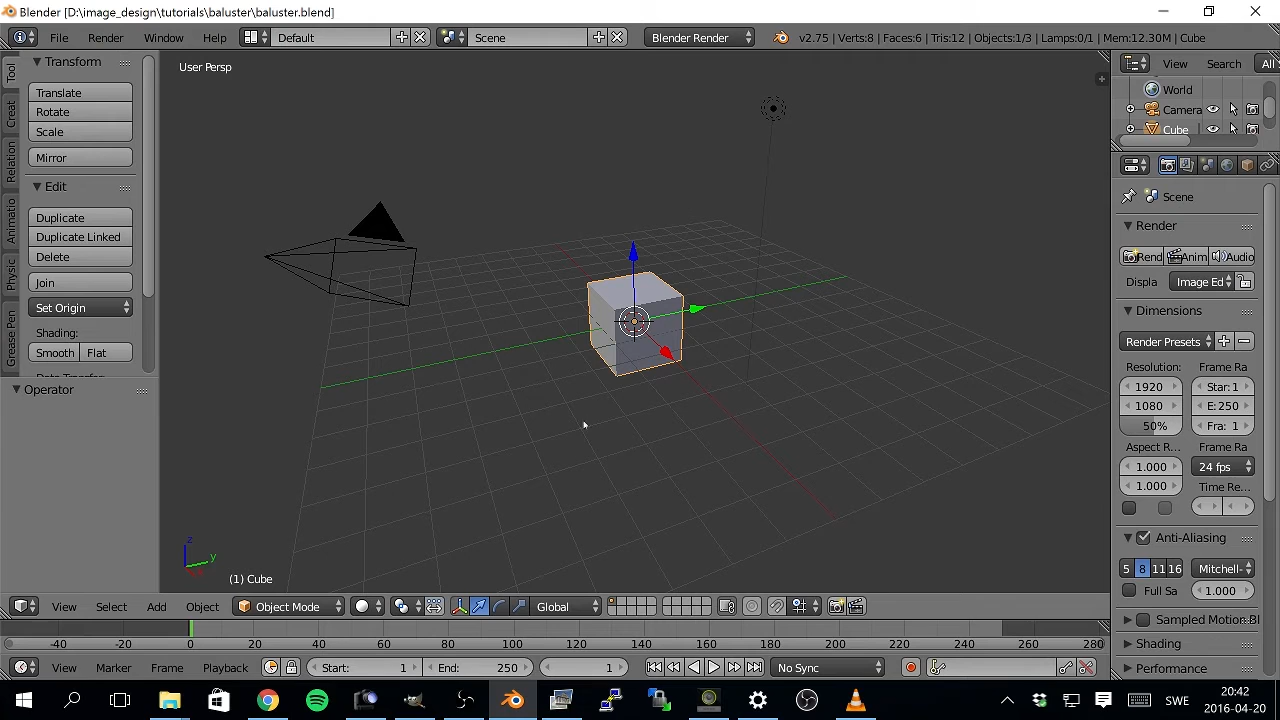 Blender [D:\image_design\tutorials\baluster\baluster.blend]
File Render Window Help Default Scene Blender Render v2.75 | Verts:8 | Faces:6 | Tris:12 | Objects:1/3 | Lamps:0/1 | Mem:12.30M | Cube
Tool
Creat
Relation
Animatio
Physic
Grease Pen
Transform
Translate
Rotate
Scale
Mirror
Edit
Duplicate
Duplicate Linked
Delete
Join
Set Origin
Shading:
Smooth Flat
Operator
User Persp
z
y
(1) Cube
View Search All
World
Camera
Cube
Scene
Render
Rend Anim Audio
Displa Image Ed
Dimensions
Render Presets
Resolution: Frame Ra
1920 Star: 1
1080 E: 250
50% Fra: 1
Aspect R... Frame Ra
1.000 24 fps
1.000 Time Re...
Anti-Aliasing
5 8 11 16 Mitchell-
Full Sa 1.000
Sampled Motion Bl
Shading
Performance
View Select Add Object Object Mode Global
-40 -20 0 20 40 60 80 100 120 140 160 180 200 220 240 260 280
View Marker Frame Playback Start: 1 End: 250 1 No Sync
SWE
20:42
2016-04-20